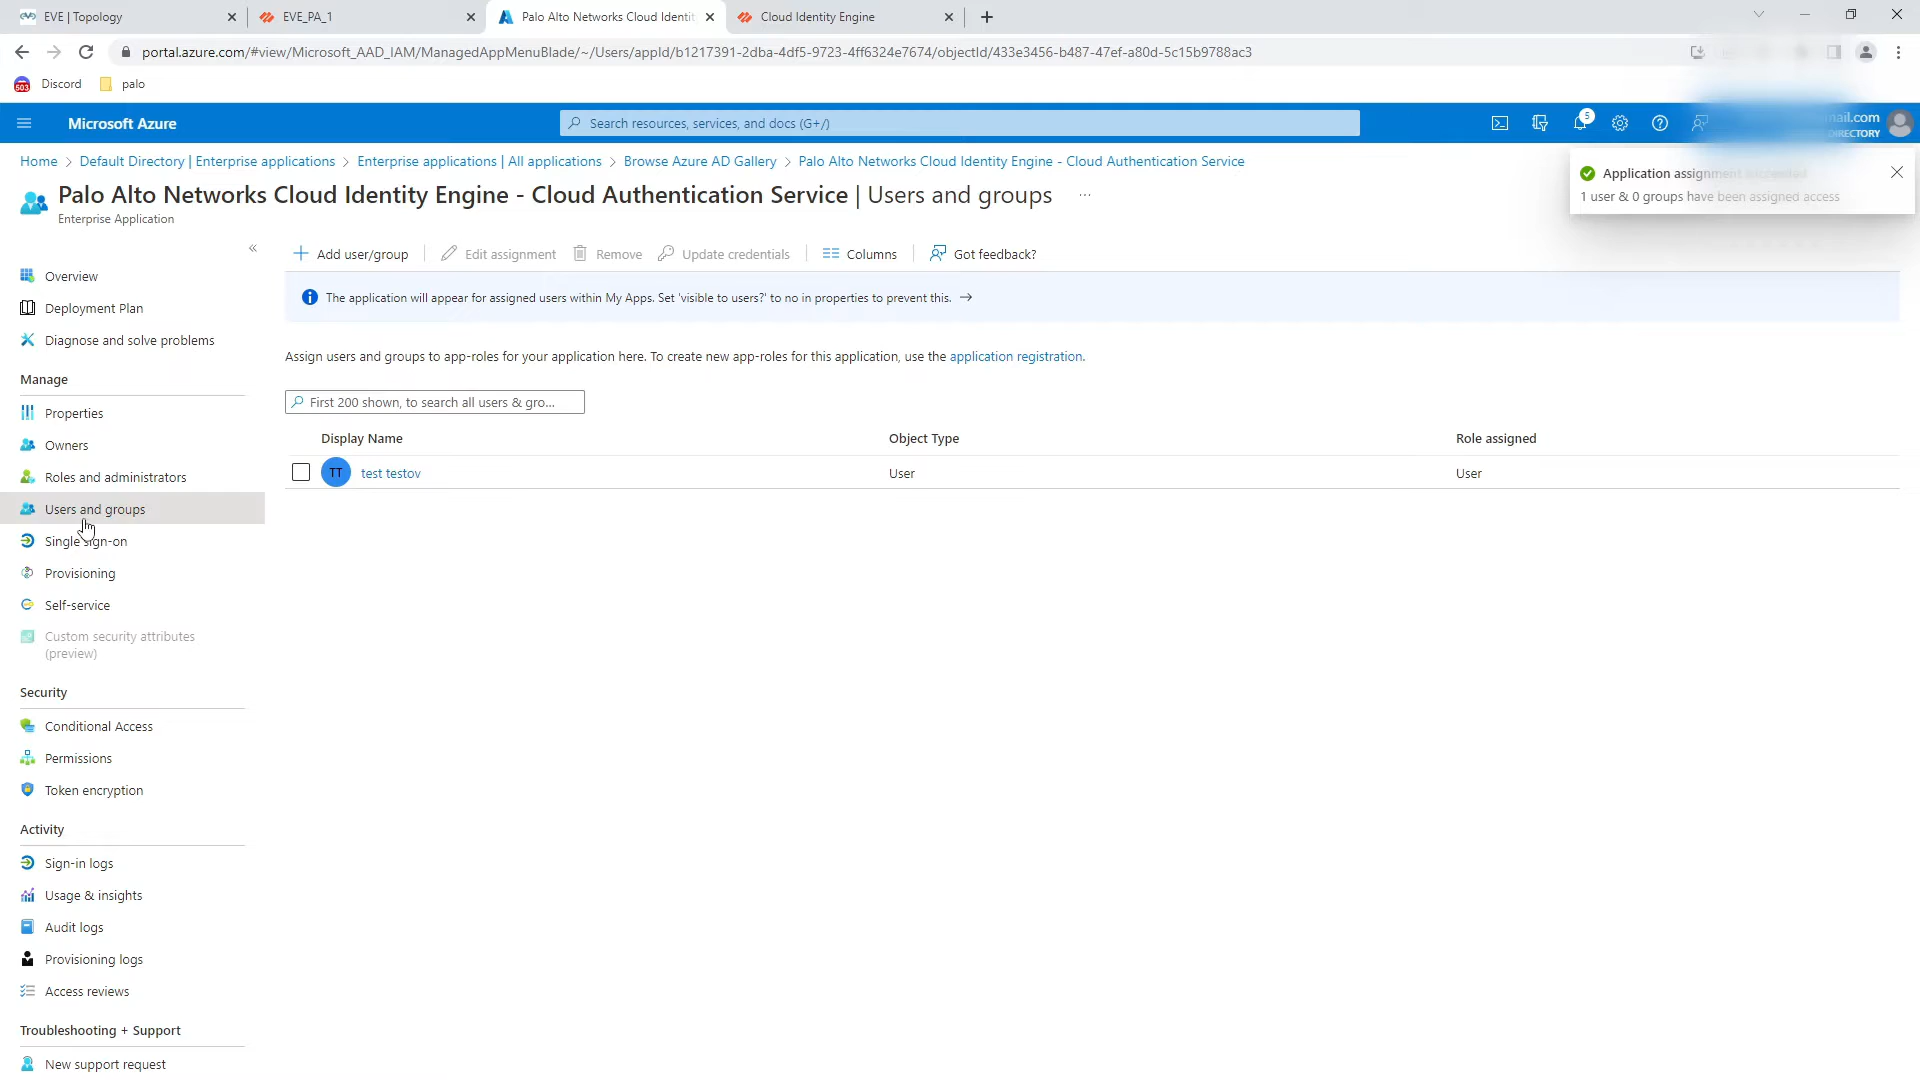 EVE | Topology
EVE_PA_1
Palo Alto Networks Cloud Identit
Cloud Identity Engine
portal.azure.com/#view/Microsoft_AAD_IAM/ManagedAppMenuBlade/~/Users/appId/b1217391-2dba-4df5-9723-4ff6324e7674/objectId/433e3456-b487-47ef-a80d-5c15b9788ac3
503 Discord palo
Microsoft Azure
Search resources, services, and docs (G+/)
5
mail.com
DIRECTORY
Home > Default Directory | Enterprise applications > Enterprise applications | All applications > Browse Azure AD Gallery > Palo Alto Networks Cloud Identity Engine - Cloud Authentication Service
Palo Alto Networks Cloud Identity Engine - Cloud Authentication Service | Users and groups ...
Enterprise Application
Application assignment succeeded
1 user & 0 groups have been assigned access
«
Add user/group
Edit assignment
Remove
Update credentials
Columns
Got feedback?
The application will appear for assigned users within My Apps. Set 'visible to users?' to no in properties to prevent this. →
Assign users and groups to app-roles for your application here. To create new app-roles for this application, use the application registration.
First 200 shown, to search all users & gro...
Display Name Object Type Role assigned
TT test testov User User
Overview
Deployment Plan
Diagnose and solve problems
Manage
Properties
Owners
Roles and administrators
Users and groups
Single sign-on
Provisioning
Self-service
Custom security attributes
(preview)
Security
Conditional Access
Permissions
Token encryption
Activity
Sign-in logs
Usage & insights
Audit logs
Provisioning logs
Access reviews
Troubleshooting + Support
New support request